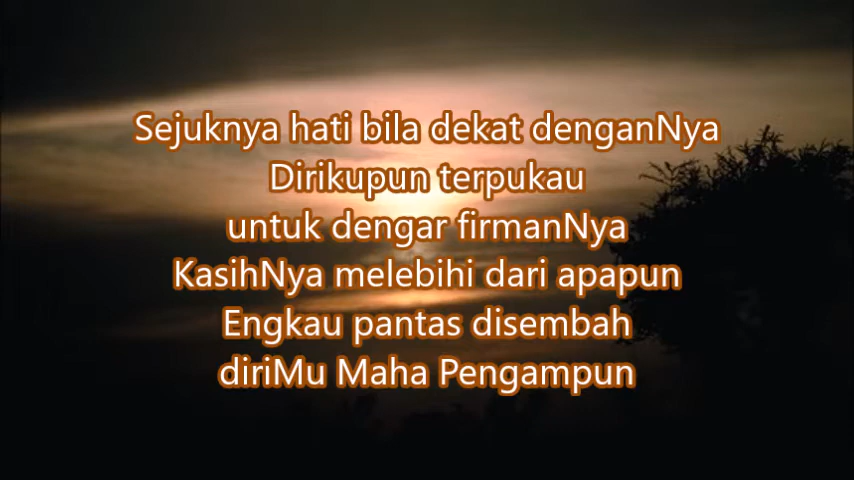 Sejuknya hati bila dekat denganNya
Dirikupun terpukau
untuk dengar firmanNya
KasihNya melebihi dari apapun
Engkau pantas disembah
diriMu Maha Pengampun